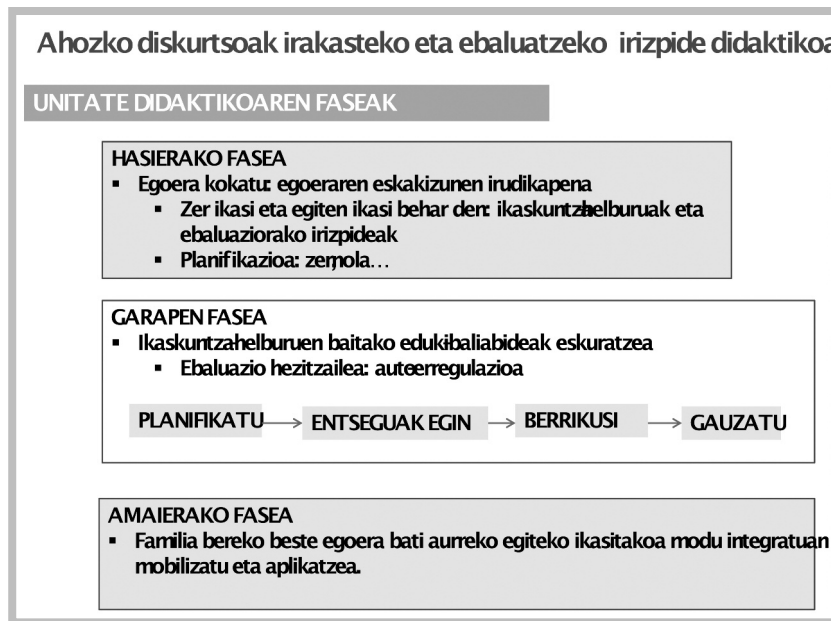 Ahozko diskurtsoak irakasteko eta ebaluatzeko irizpide didaktikoa
UNITATE DIDAKTIKOAREN FASEAK
HASIERAKO FASEA
▪ Egoera kokatu: egoeraren eskakizunen irudikapena
▪ Zer ikasi eta egiten ikasi behar den: ikaskuntza-helburuak eta
ebaluaziorako irizpideak
▪ Planifikazioa: zer, nola…
GARAPEN FASEA
▪ Ikaskuntza-helburuen baitako eduki-baliabideak eskuratzea
▪ Ebaluazio hezitzailea: autoerregulazioa
PLANIFIKATU → ENTSEGUAK EGIN → BERRIKUSI → GAUZATU
AMAIERAKO FASEA
▪ Familia bereko beste egoera bati aurreko egiteko ikasitakoa modu integratuan
mobilizatu eta aplikatzea.